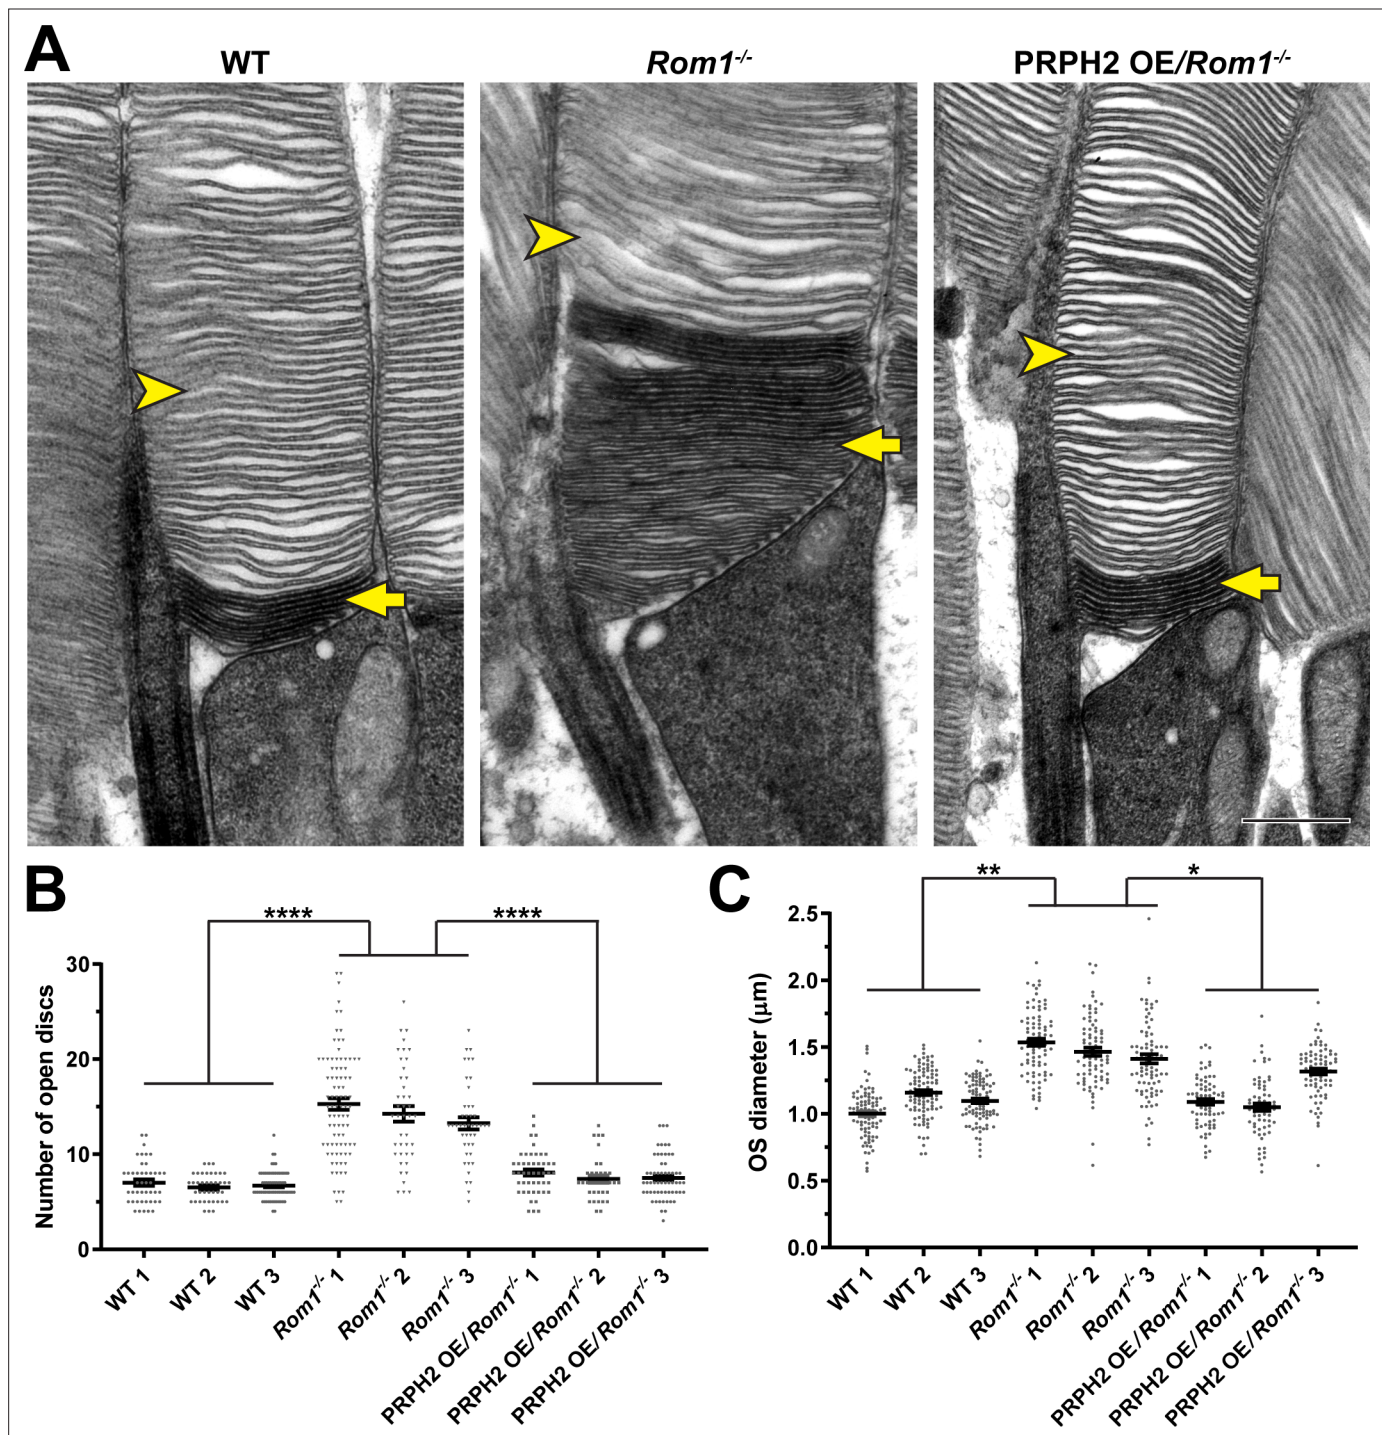 A
WT
Rom1-/-
PRPH2 OE/Rom1-/-
B
****
****
Number of open discs
30
20
10
0
WT 1
WT 2
WT 3
Rom1-/- 1
Rom1-/- 2
Rom1-/- 3
PRPH2 OE/Rom1-/- 1
PRPH2 OE/Rom1-/- 2
PRPH2 OE/Rom1-/- 3
C
**
*
OS diameter (μm)
2.5
2.0
1.5
1.0
0.5
0.0
WT 1
WT 2
WT 3
Rom1-/- 1
Rom1-/- 2
Rom1-/- 3
PRPH2 OE/Rom1-/- 1
PRPH2 OE/Rom1-/- 2
PRPH2 OE/Rom1-/- 3